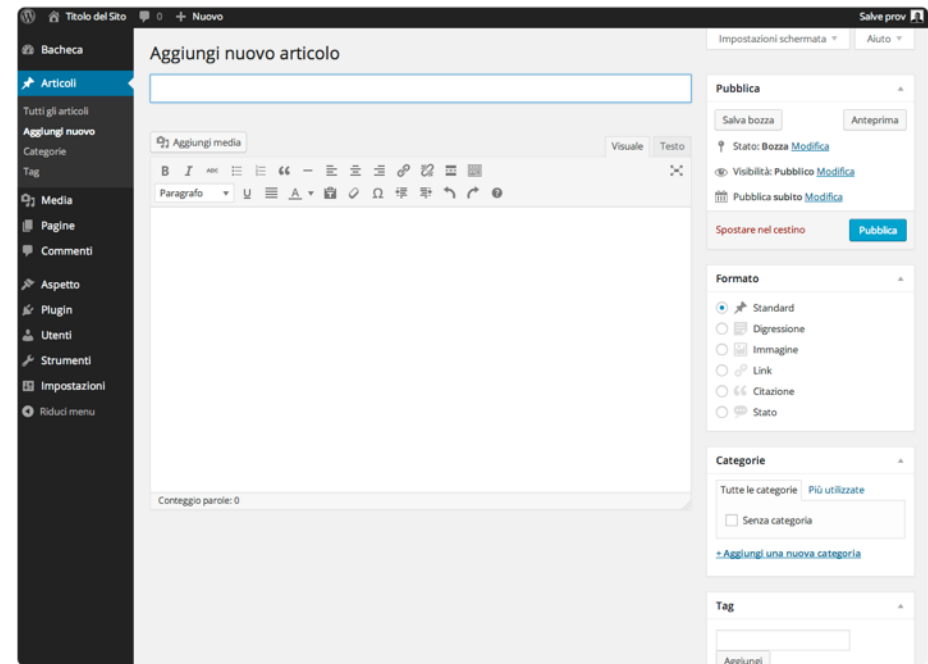 Titolo del Sito 0 + Nuovo
Salve prov
Bacheca
Articoli
Tutti gli articoli
Aggiungi nuovo
Categorie
Tag
Media
Pagine
Commenti
Aspetto
Plugin
Utenti
Strumenti
Impostazioni
Riduci menu
Impostazioni schermata
Aiuto
Aggiungi nuovo articolo
Aggiungi media
Visuale
Testo
B I ABC
Paragrafo U A Ω
Conteggio parole: 0
Pubblica
Salva bozza
Anteprima
Stato: Bozza Modifica
Visibilità: Pubblico Modifica
Pubblica subito Modifica
Spostare nel cestino
Pubblica
Formato
Standard
Digressione
Immagine
Link
Citazione
Stato
Categorie
Tutte le categorie
Più utilizzate
Senza categoria
+ Aggiungi una nuova categoria
Tag
Aggiungi